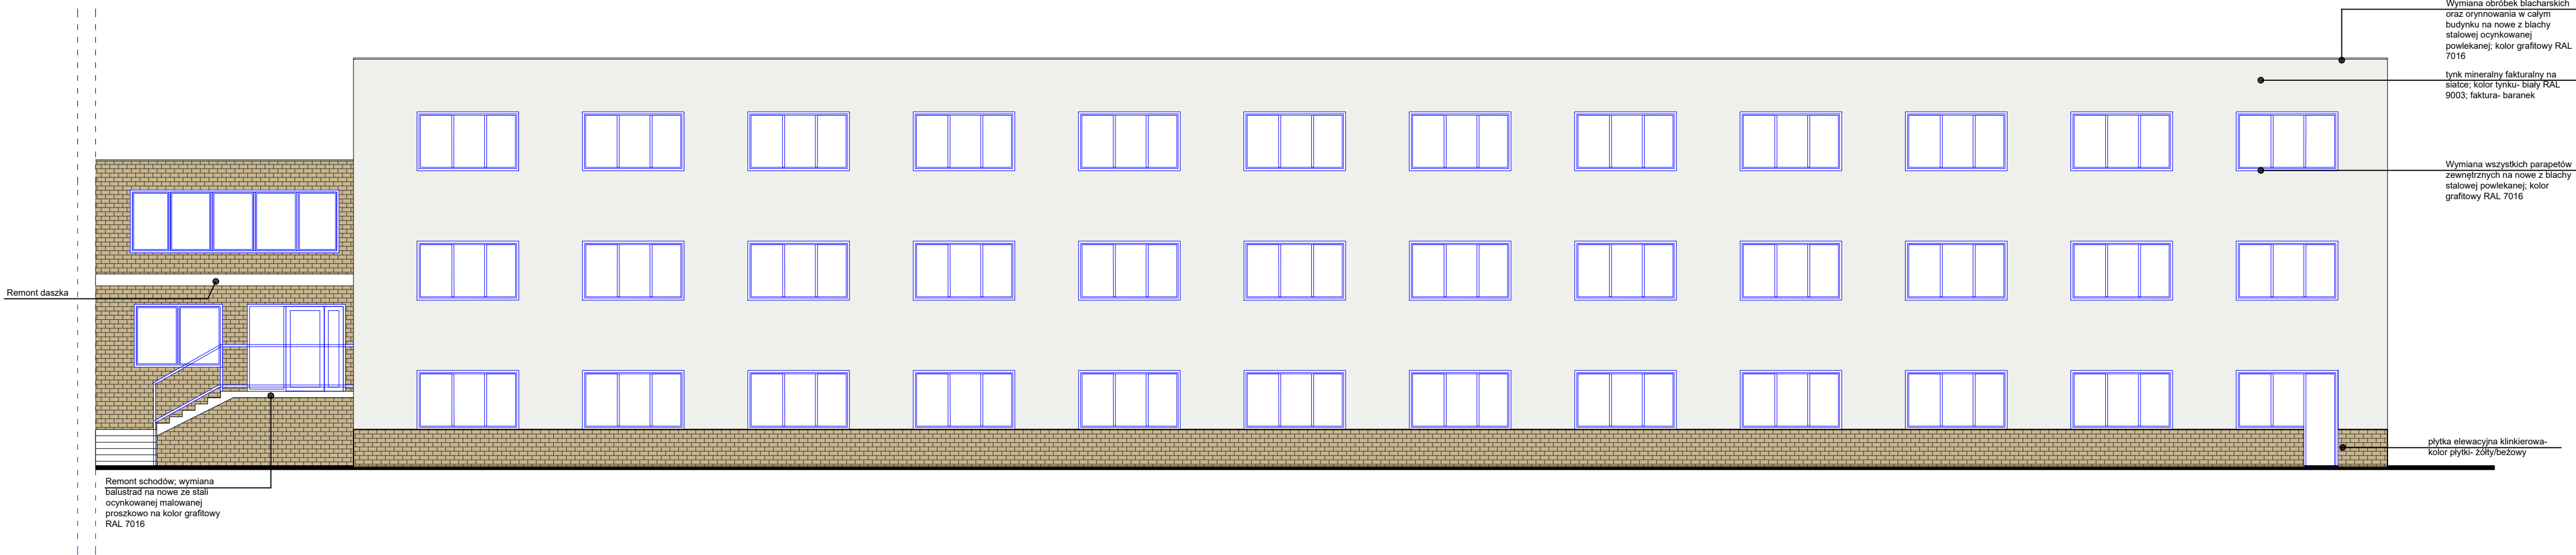 Wymiana obróbek blacharskich
oraz orynnowania w całym
budynku na nowe z blachy
stalowej ocynkowanej
powlekanej; kolor grafitowy RAL
7016
tynk mineralny fakturalny na
siatce; kolor tynku- biały RAL
9003; faktura- baranek
Wymiana wszystkich parapetów
zewnętrznych na nowe z blachy
stalowej powlekanej; kolor
grafitowy RAL 7016
Remont daszka
płytka elewacyjna klinkierowa-
kolor płytki- żółty/beżowy
Remont schodów; wymiana
balustrad na nowe ze stali
ocynkowanej malowanej
proszkowo na kolor grafitowy
RAL 7016